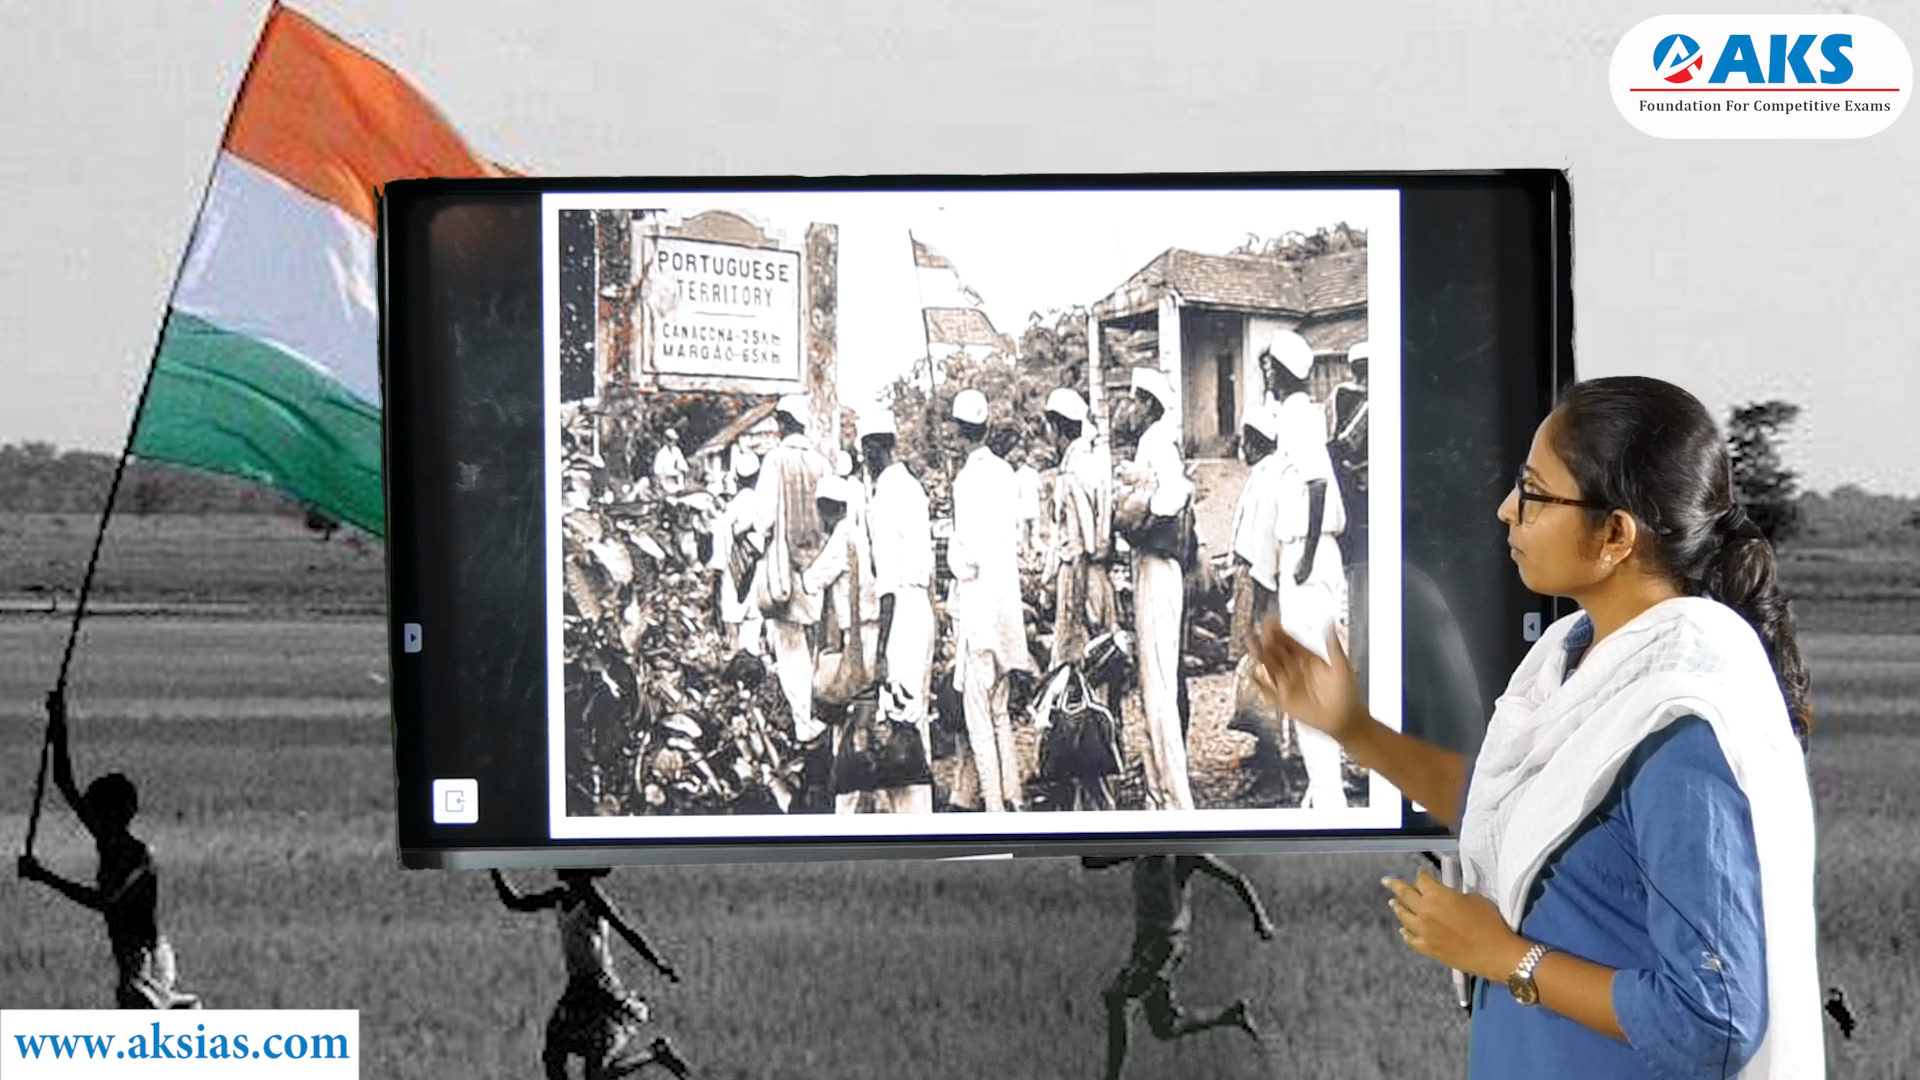 AKS
Foundation For Competitive Exams
PORTUGUESE
TERRITORY
CANACONA-25Km
MARGÃO-65Km
www.aksias.com